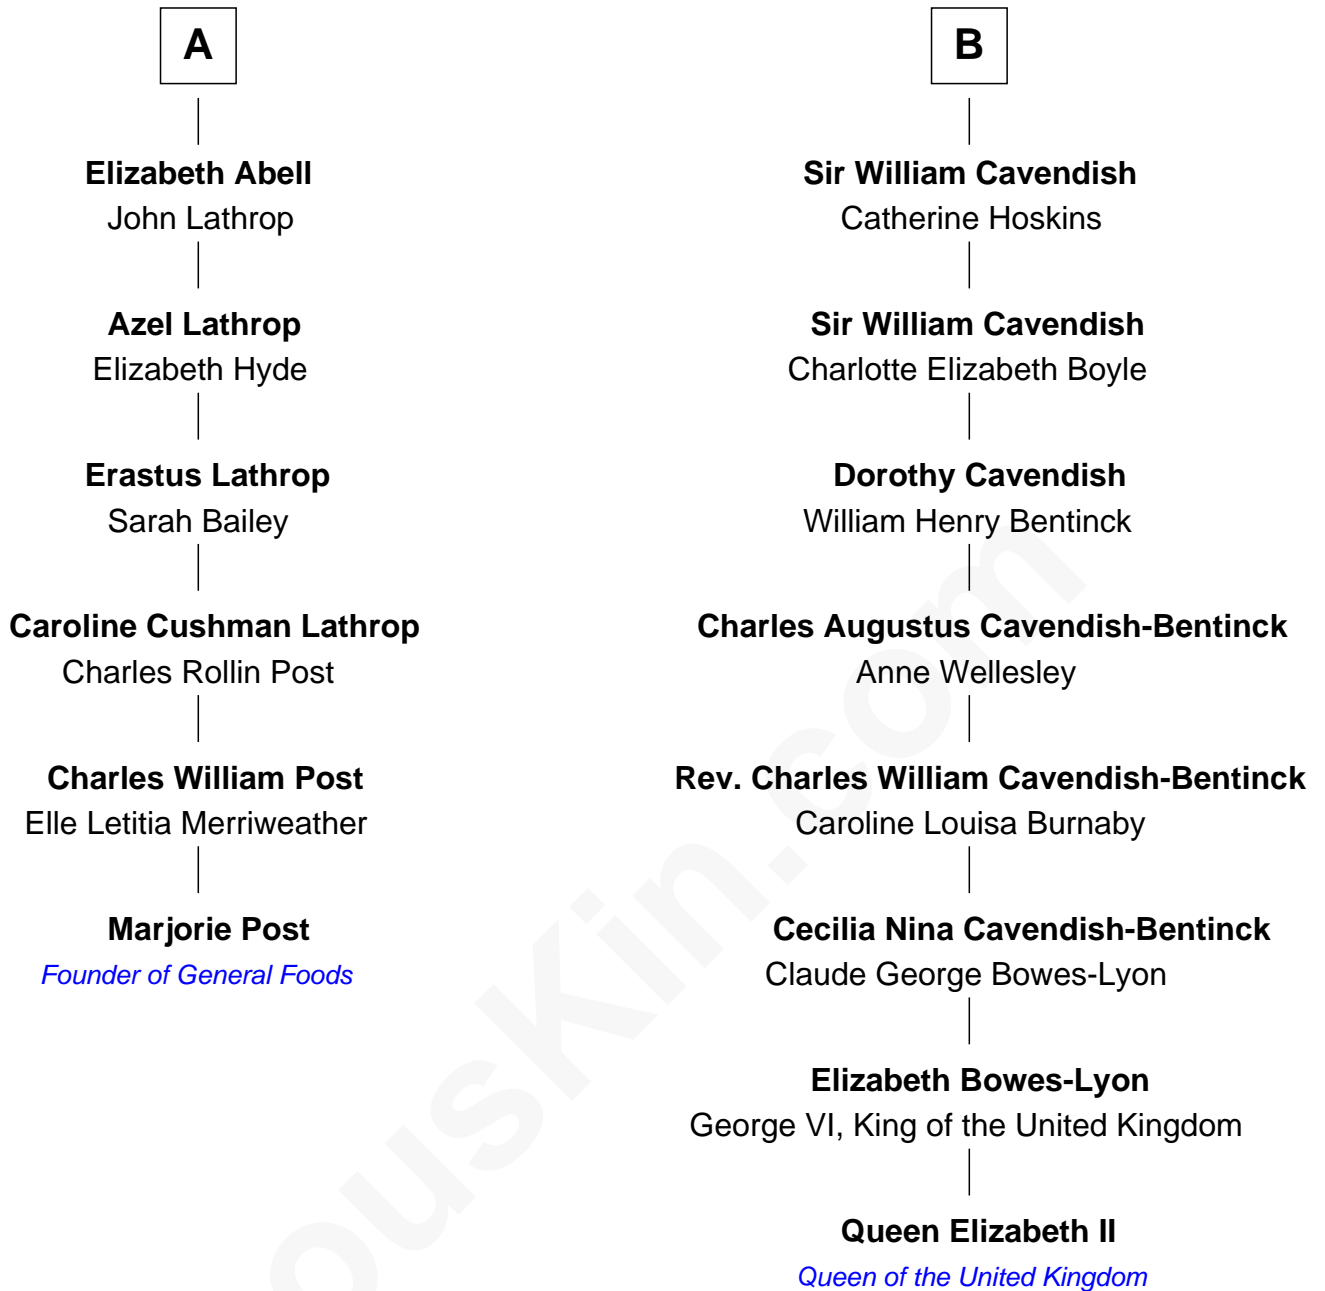 A
Elizabeth Abell
John Lathrop
Azel Lathrop
Elizabeth Hyde
Erastus Lathrop
Sarah Bailey
Caroline Cushman Lathrop
Charles Rollin Post
Charles William Post
Elle Letitia Merriweather
Marjorie Post
Founder of General Foods
B
Sir William Cavendish
Catherine Hoskins
Sir William Cavendish
Charlotte Elizabeth Boyle
Dorothy Cavendish
William Henry Bentinck
Charles Augustus Cavendish-Bentinck
Anne Wellesley
Rev. Charles William Cavendish-Bentinck
Caroline Louisa Burnaby
Cecilia Nina Cavendish-Bentinck
Claude George Bowes-Lyon
Elizabeth Bowes-Lyon
George VI, King of the United Kingdom
Queen Elizabeth II
Queen of the United Kingdom
ousKin.com